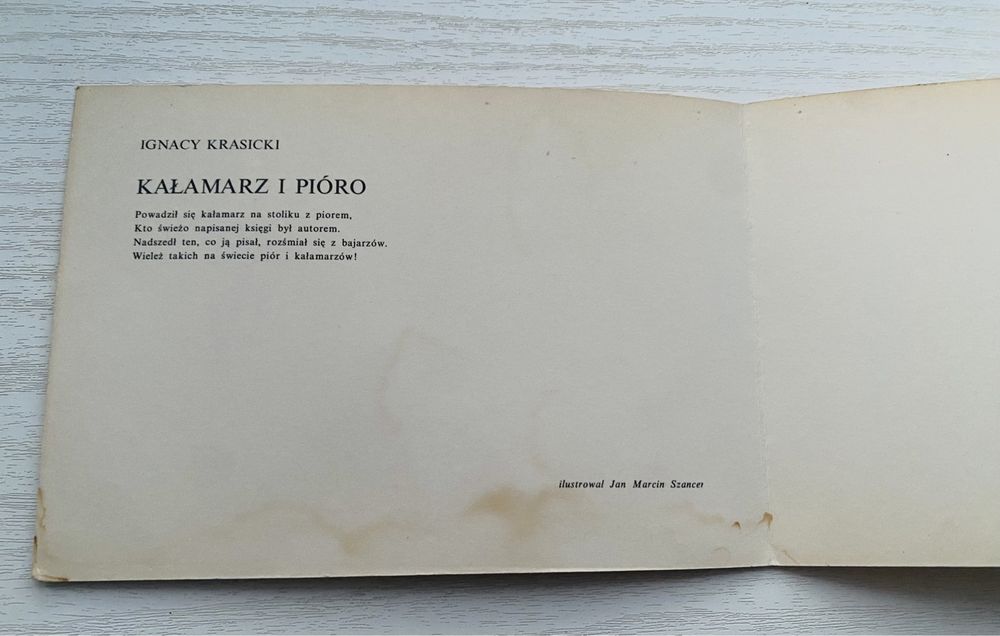 IGNACY KRASICKI
KAŁAMARZ I PIÓRO
Powadził się kałamarz na stoliku z piorem,
Kto świeżo napisanej księgi był autorem.
Nadszedł ten, co ją pisał, rozśmiał się z bajarzów.
Wieleż takich na świecie piór i kałamarzów!
ilustrował Jan Marcin Szancer